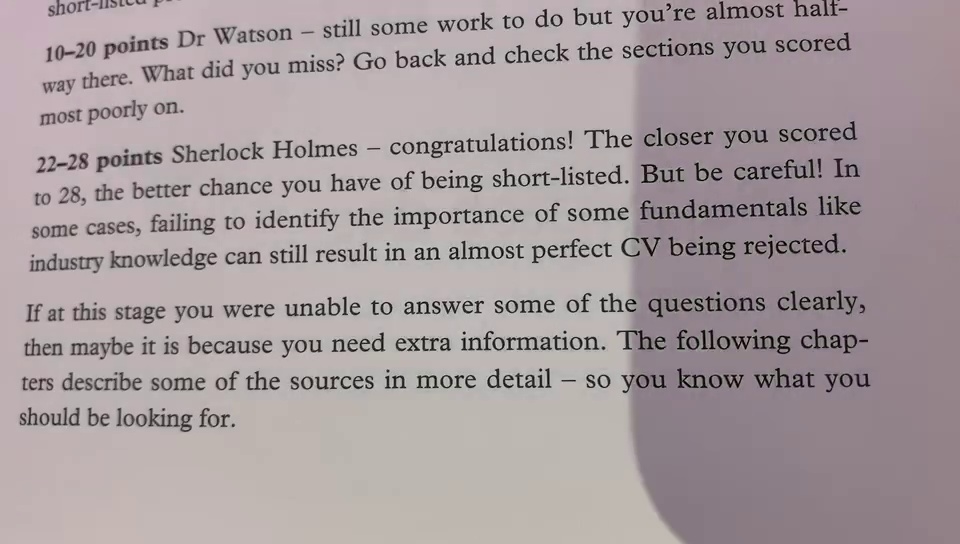 short-listed
10–20 points Dr Watson – still some work to do but you're almost half-
way there. What did you miss? Go back and check the sections you scored
most poorly on.
22–28 points Sherlock Holmes – congratulations! The closer you scored
to 28, the better chance you have of being short-listed. But be careful! In
some cases, failing to identify the importance of some fundamentals like
industry knowledge can still result in an almost perfect CV being rejected.
If at this stage you were unable to answer some of the questions clearly,
then maybe it is because you need extra information. The following chap-
ters describe some of the sources in more detail – so you know what you
should be looking for.